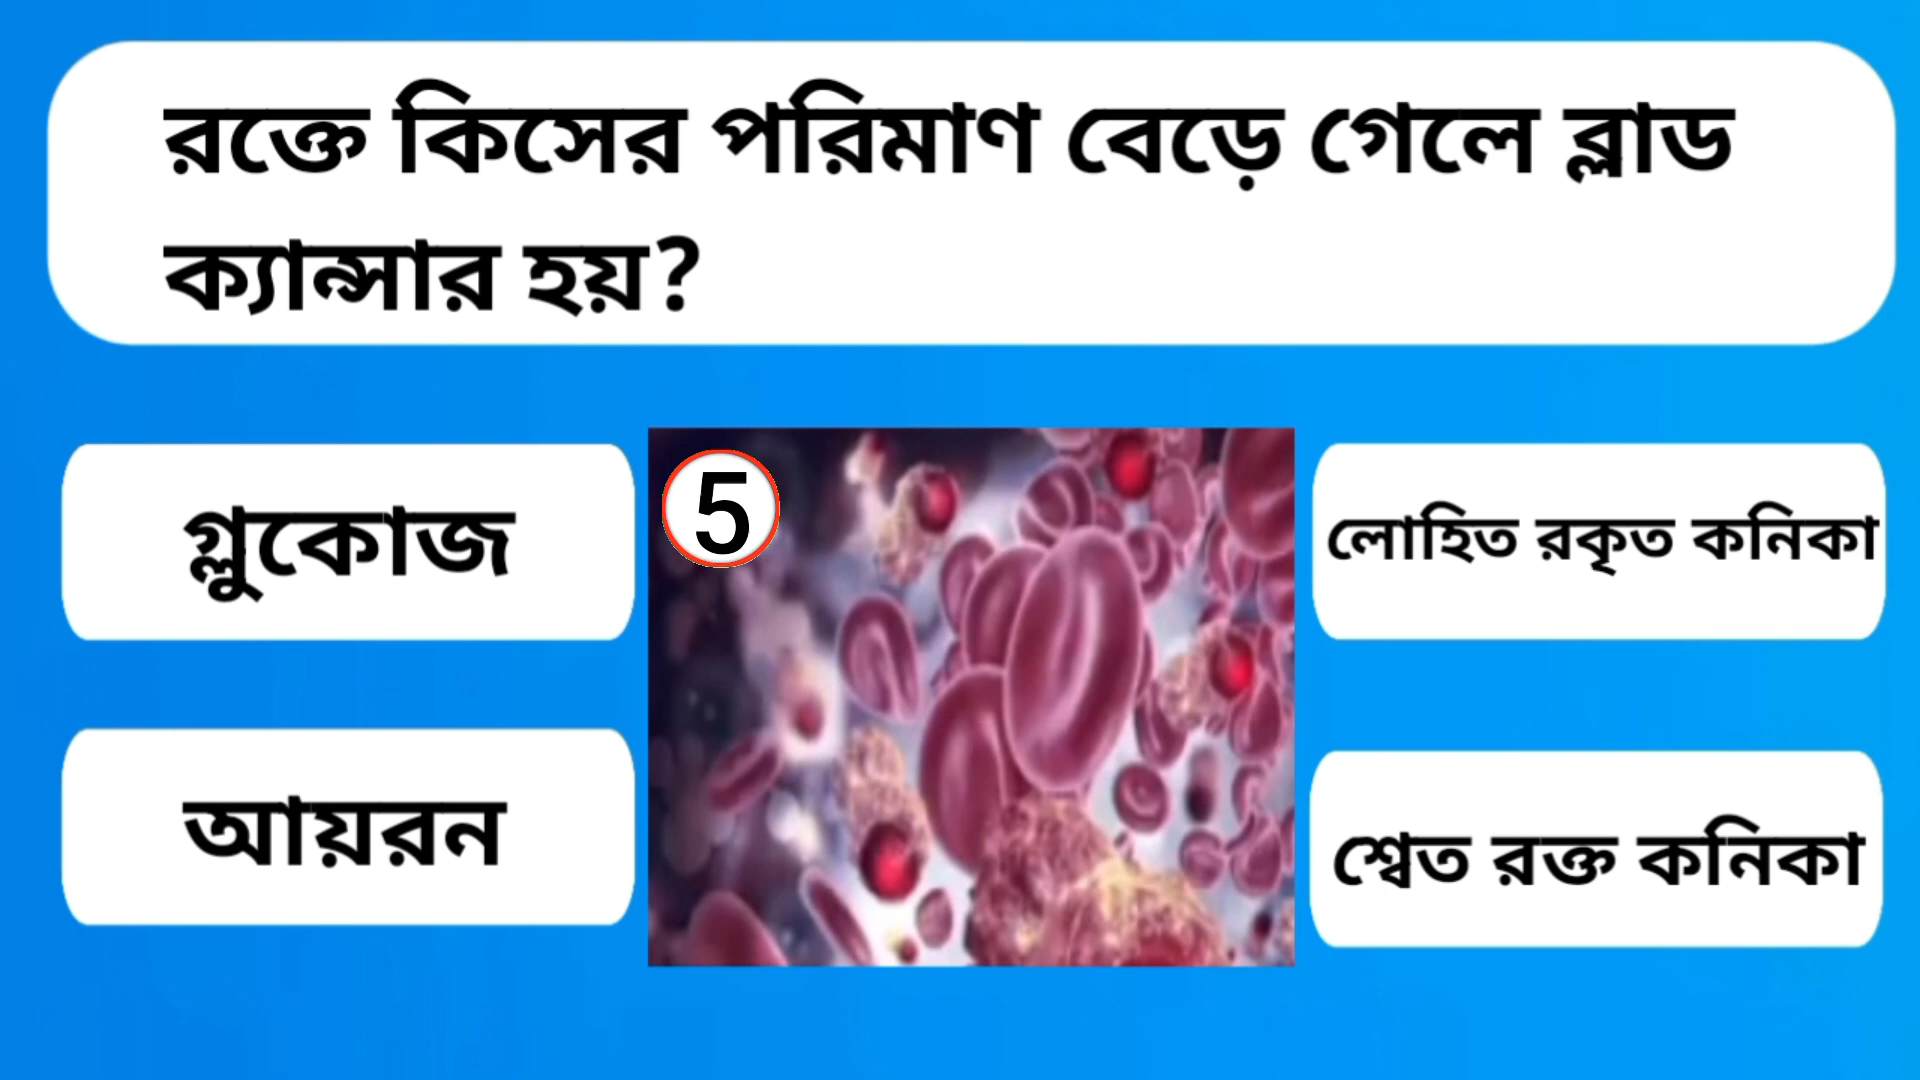 রক্তে কিসের পরিমাণ বেড়ে গেলে ব্লাড
ক্যান্সার হয়?
গ্লুকোজ
5
লোহিত রকৃত কনিকা
আয়রন
শ্বেত রক্ত কনিকা